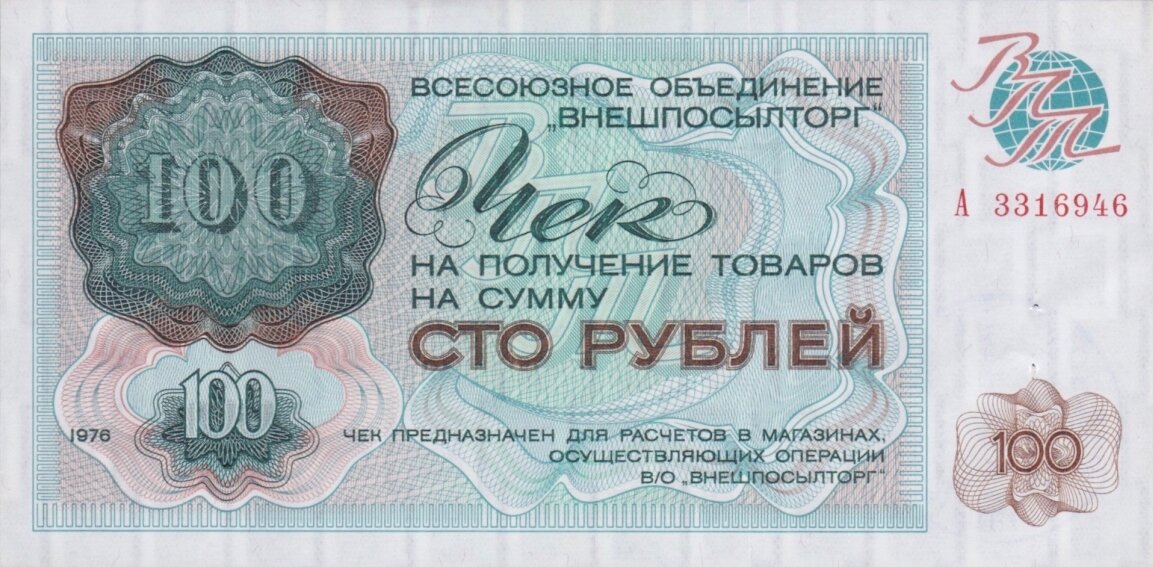 ВСЕСОЮЗНОЕ ОБЪЕДИНЕНИЕ
„ВНЕШПОСЫЛТОРГ"
ВПТ
100
Чек
А 3316946
НА ПОЛУЧЕНИЕ ТОВАРОВ
НА СУММУ
СТО РУБЛЕЙ
100
100
1976
ЧЕК ПРЕДНАЗНАЧЕН ДЛЯ РАСЧЕТОВ В МАГАЗИНАХ,
ОСУЩЕСТВЛЯЮЩИХ ОПЕРАЦИИ
В/О „ВНЕШПОСЫЛТОРГ"